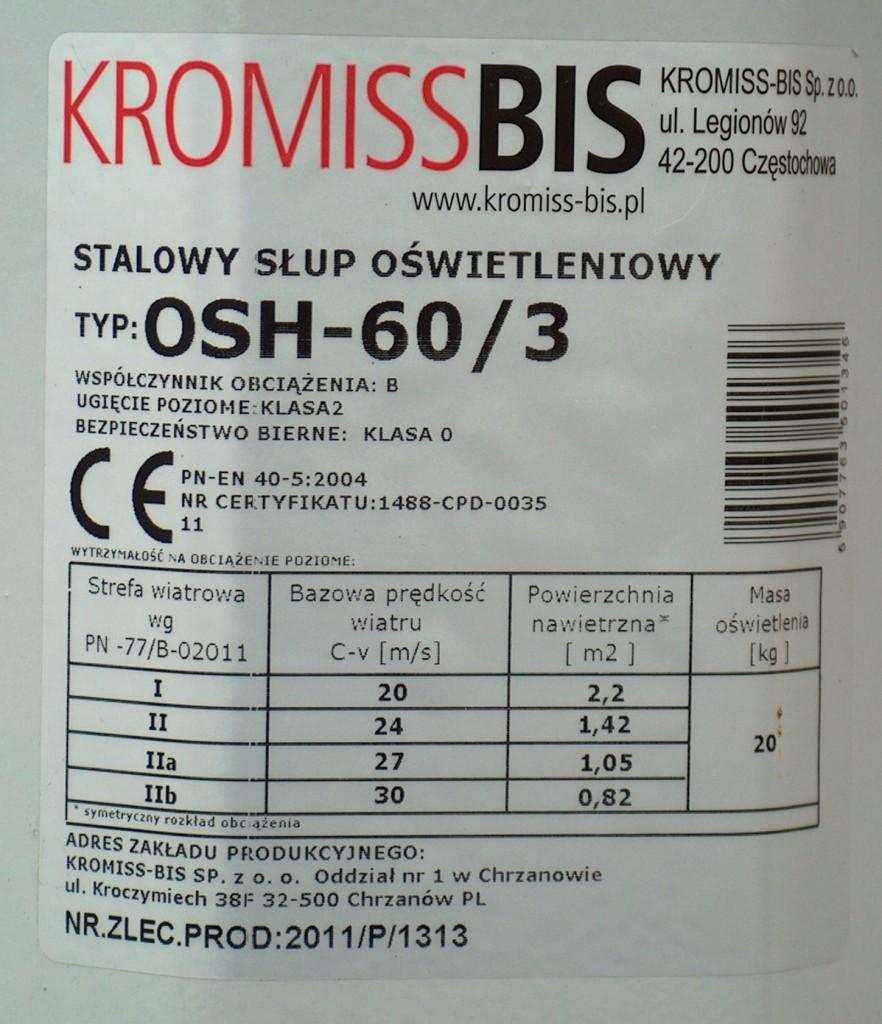 KROMISSBIS
KROMISS-BIS Sp. z o.o.
ul. Legionów 92
42-200 Częstochowa
www.kromiss-bis.pl
STALOWY SŁUP OŚWIETLENIOWY
TYP: OSH-60/3
WSPÓŁCZYNNIK OBCIĄŻENIA: B
UGIĘCIE POZIOME: KLASA2
BEZPIECZEŃSTWO BIERNE: KLASA 0
CE
PN-EN 40-5:2004
NR CERTYFIKATU:1488-CPD-0035
11
5907763501346
WYTRZYMAŁOŚĆ NA OBCIĄŻENIE POZIOME:
Strefa wiatrowa wg PN -77/B-02011 Bazowa prędkość wiatru C-v [m/s] Powierzchnia nawietrzna* [ m2 ] Masa oświetlenia [kg ]
I 20 2,2 20
II 24 1,42
IIa 27 1,05
IIb 30 0,82
* symetryczny rozkład obciążenia
ADRES ZAKŁADU PRODUKCYJNEGO:
KROMISS-BIS SP. z o. o. Oddział nr 1 w Chrzanowie
ul. Kroczymiech 38F 32-500 Chrzanów PL
NR.ZLEC.PROD:2011/P/1313